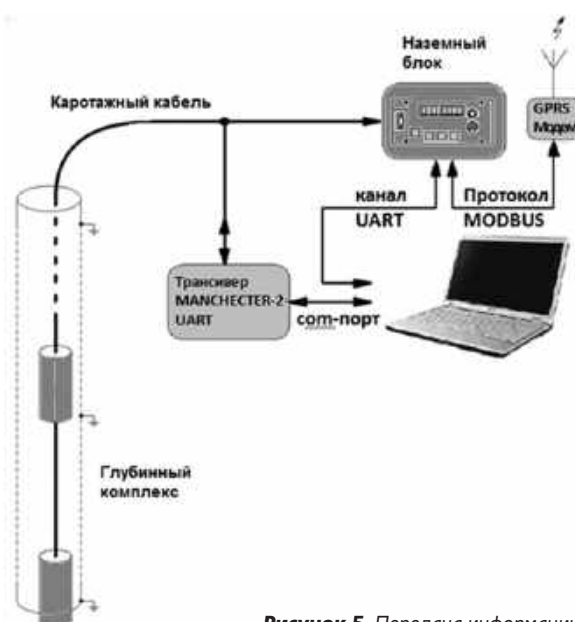 Наземный
блок
Каротажный кабель
GPRS
Модем
канал
UART
Протокол
MODBUS
Трансивер
MANCHECTER-2
UART
com-порт
Глубинный
комплекс
Рисунок 5. Передача